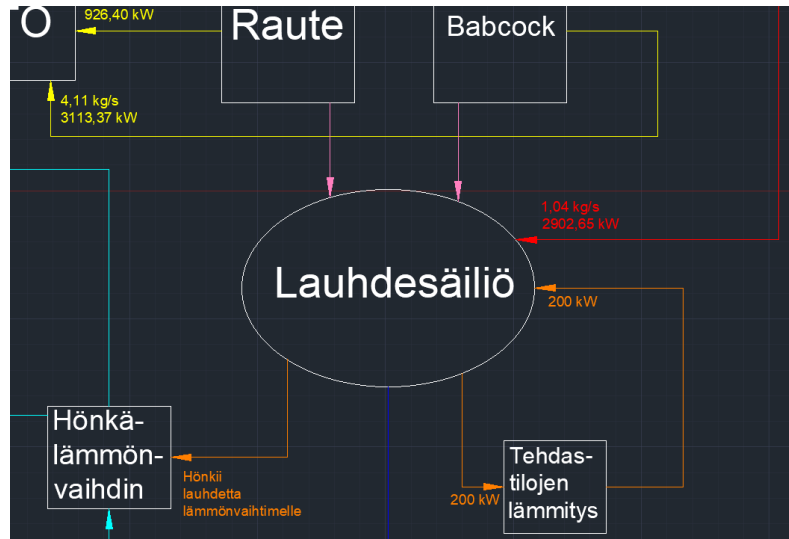 O
926,40 kW
Raute
Babcock
4,11 kg/s
3113,37 kW
1,04 kg/s
2902,65 kW
Lauhdesäiliö
200 kW
Hönkä-
lämmön-
vaihdin
Hönkii
lauhdetta
lämmönvaihtimelle
200 kW
Tehdas-
tilojen
lämmitys